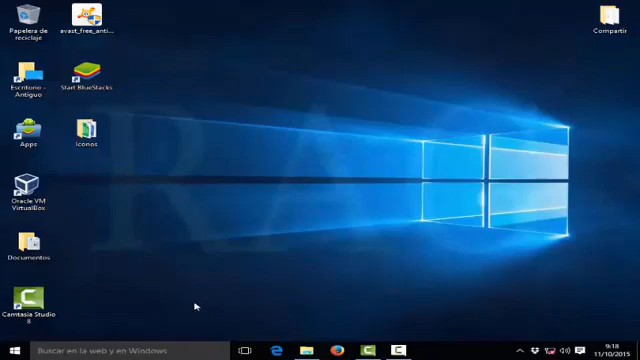 Papelera de
reciclaje
avast_free_anti...
Compartir
Escritorio -
Antiguo
Start BlueStacks
Apps
Iconos
Oracle VM
VirtualBox
Documentos
Camtasia Studio
8
Buscar en la web y en Windows
9:18
11/10/2015